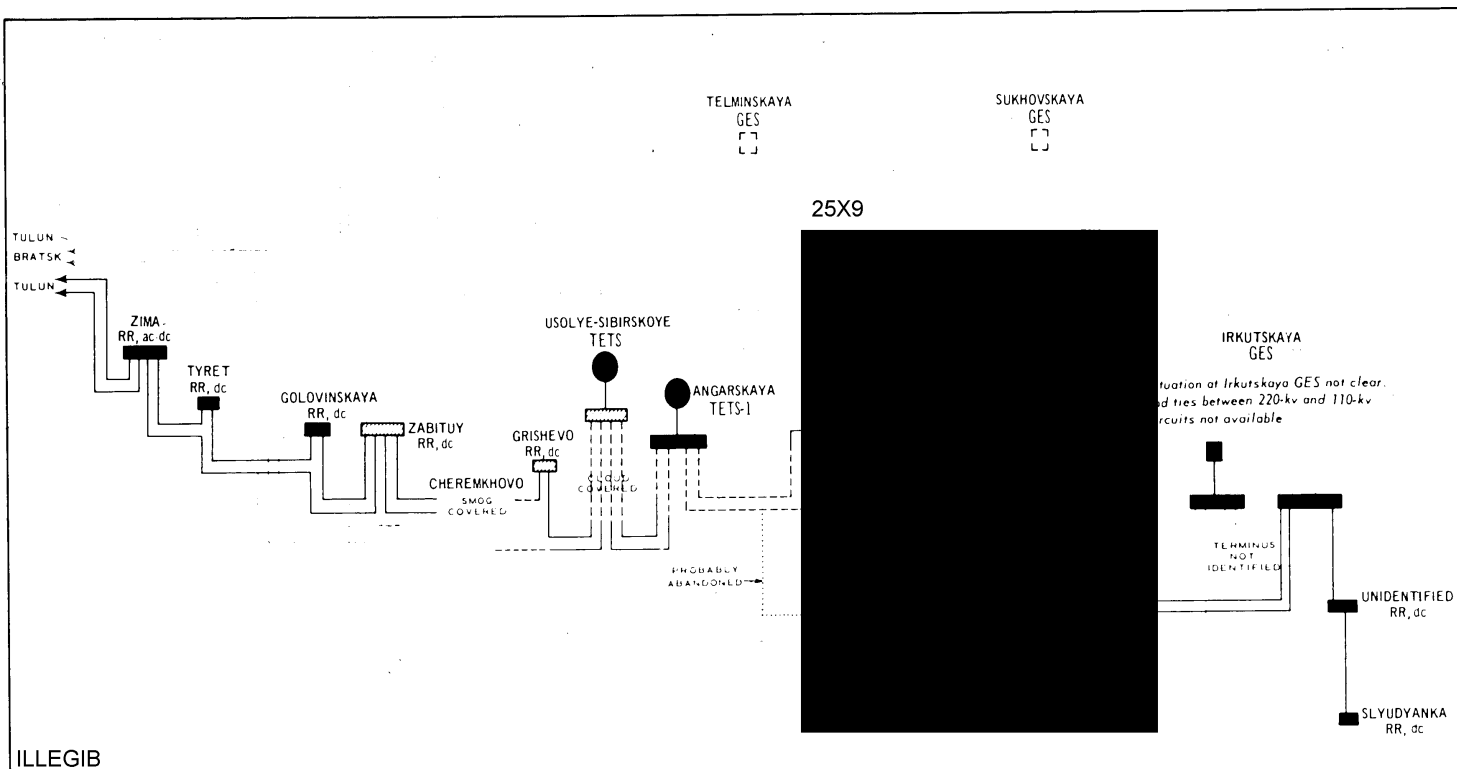 TELMINSKAYA
GES
SUKHOVSKAYA
GES
25X9
TULUN
BRATSK
TULUN
ZIMA
RR, ac-dc
TYRET
RR, dc
GOLOVINSKAYA
RR, dc
ZABITUY
RR, dc
CHEREMKHOVO
SMOG
COVERED
GRISHEVO
RR, dc
USOLYE-SIBIRSKOYE
TETS
CLOUD
COVERED
ANGARSKAYA
TETS-1
PROBABLY
ABANDONED
IRKUTSKAYA
GES
tuation at Irkutskaya GES not clear.
d ties between 220-kv and 110-kv
rcuits not available
TERMINUS
NOT
IDENTIFIED
UNIDENTIFIED
RR, dc
SLYUDYANKA
RR, dc
ILLEGIB